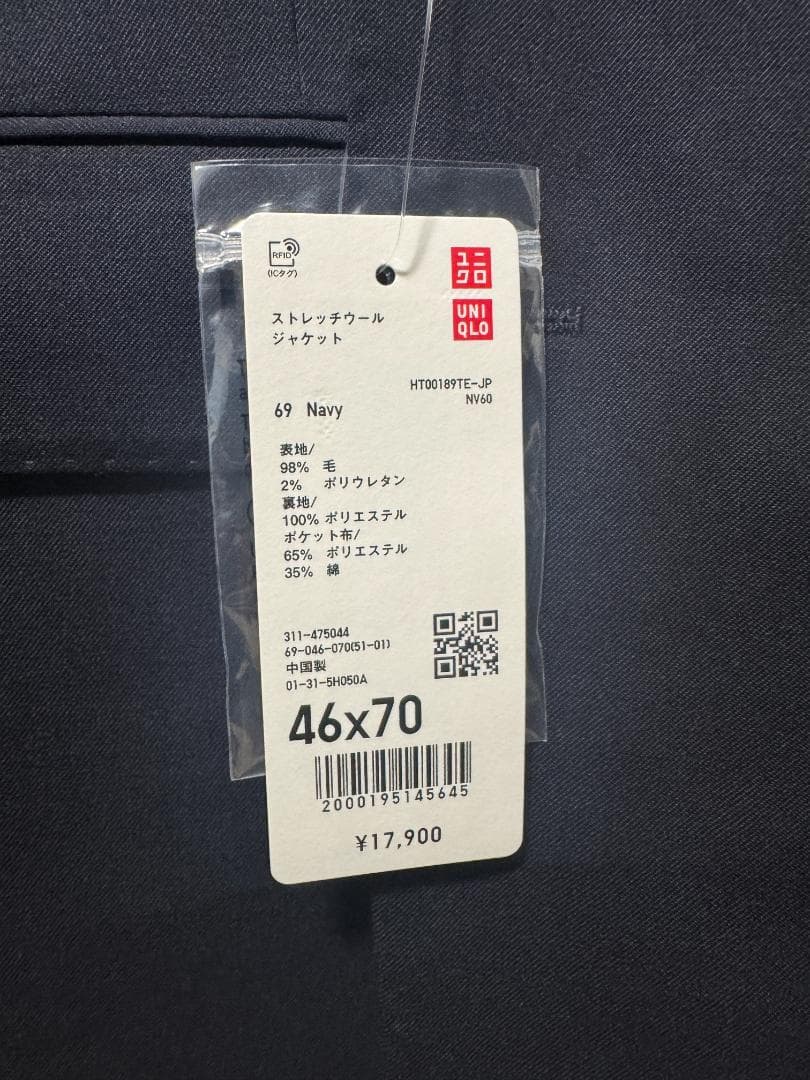 RFID
(ICタグ)
ユニ
クロ
UNI
QLO
ストレッチウール
ジャケット
HT00189TE-JP
NV60
69 Navy
表地/
98% 毛
2% ポリウレタン
裏地/
100% ポリエステル
ポケット布/
65% ポリエステル
35% 綿
311-475044
69-046-070(51-01)
中国製
01-31-5H050A
46x70
2000195145645
¥17,900